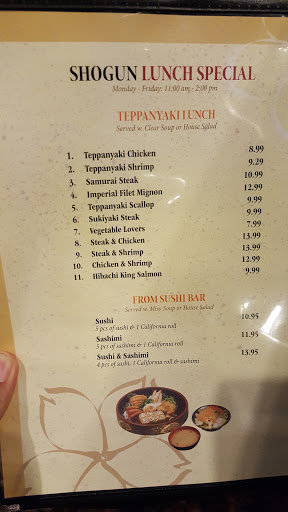 SHOGUN LUNCH SPECIAL
Monday - Friday: 11:00 am - 2:00 pm
TEPPANYAKI LUNCH
Served w. Clear Soup or House Salad
1. Teppanyaki Chicken 8.99
2. Teppanyaki Shrimp 9.29
3. Samurai Steak 10.99
4. Imperial Filet Mignon 12.99
5. Teppanyaki Scallop 9.99
6. Sukiyaki Steak 9.99
7. Vegetable Lovers 7.99
8. Steak & Chicken 13.99
9. Steak & Shrimp 13.99
10. Chicken & Shrimp 12.99
11. Hibachi King Salmon 9.99
FROM SUSHI BAR
Served w. Miso Soup or House Salad
Sushi 10.95
5 pcs of sushi & 1 California roll
Sashimi 11.95
5 pcs of sashimi & 1 California roll
Sushi & Sashimi 13.95
4 pcs of sushi, 1 California roll & sashimi